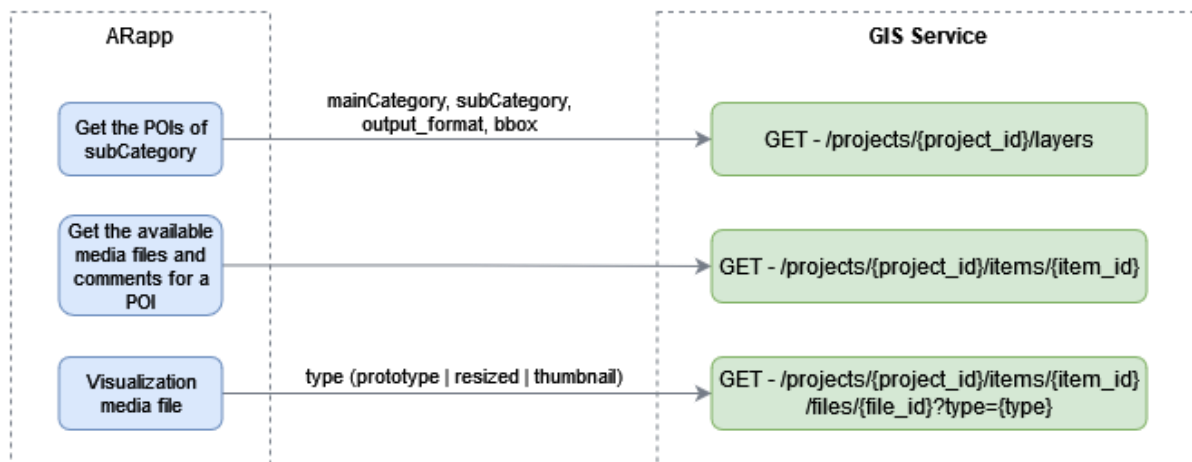 ARapp
GIS Service
Get the POIs of
subCategory
mainCategory, subCategory,
output_format, bbox
GET - /projects/{project_id}/layers
Get the available
media files and
comments for a
POI
GET - /projects/{project_id}/items/{item_id}
Visualization
media file
type (prototype | resized | thumbnail)
GET - /projects/{project_id}/items/{item_id}
/files/{file_id}?type={type}